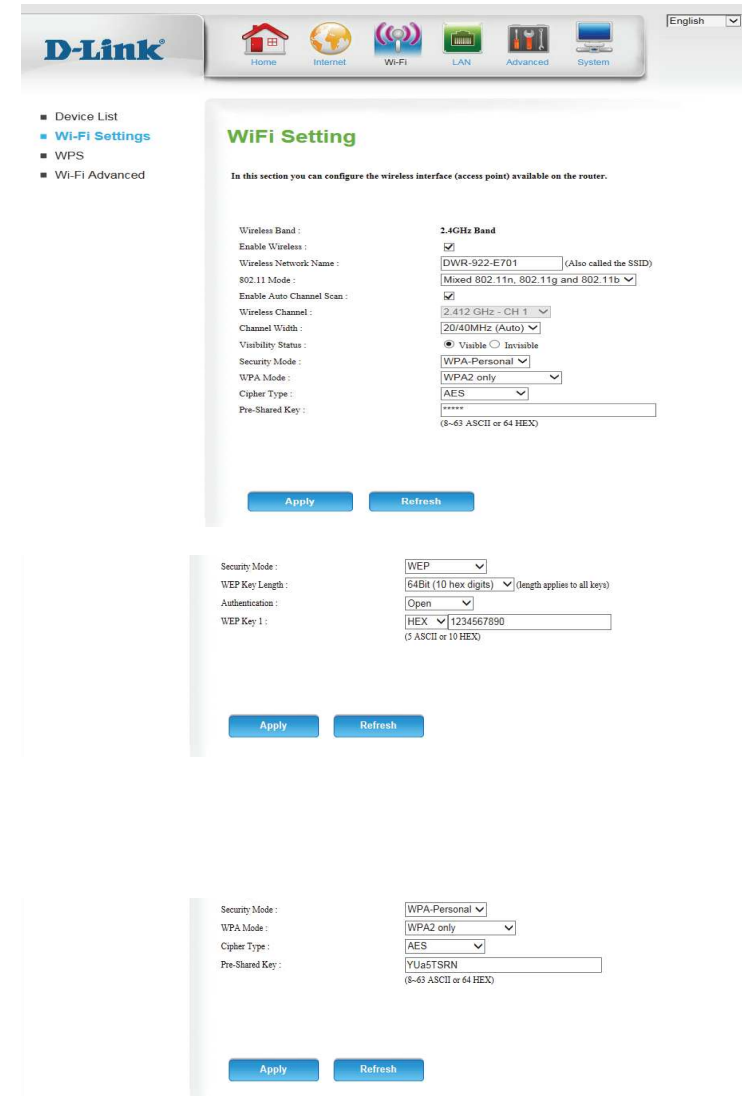 English
D-Link
Home Internet Wi-Fi LAN Advanced System
Device List
Wi-Fi Settings
WPS
Wi-Fi Advanced
WiFi Setting
In this section you can configure the wireless interface (access point) available on the router.
Wireless Band : 2.4GHz Band
Enable Wireless :
Wireless Network Name : DWR-922-E701 (Also called the SSID)
802.11 Mode : Mixed 802.11n, 802.11g and 802.11b
Enable Auto Channel Scan :
Wireless Channel : 2.412 GHz - CH 1
Channel Width : 20/40MHz (Auto)
Visibility Status : Visible Invisible
Security Mode : WPA-Personal
WPA Mode : WPA2 only
Cipher Type : AES
Pre-Shared Key : *****
(8~63 ASCII or 64 HEX)
Apply Refresh
Security Mode : WEP
WEP Key Length : 64Bit (10 hex digits) (length applies to all keys)
Authentication : Open
WEP Key 1 : HEX 1234567890
(5 ASCII or 10 HEX)
Apply Refresh
Security Mode : WPA-Personal
WPA Mode : WPA2 only
Cipher Type : AES
Pre-Shared Key : YUa5TSRN
(8~63 ASCII or 64 HEX)
Apply Refresh